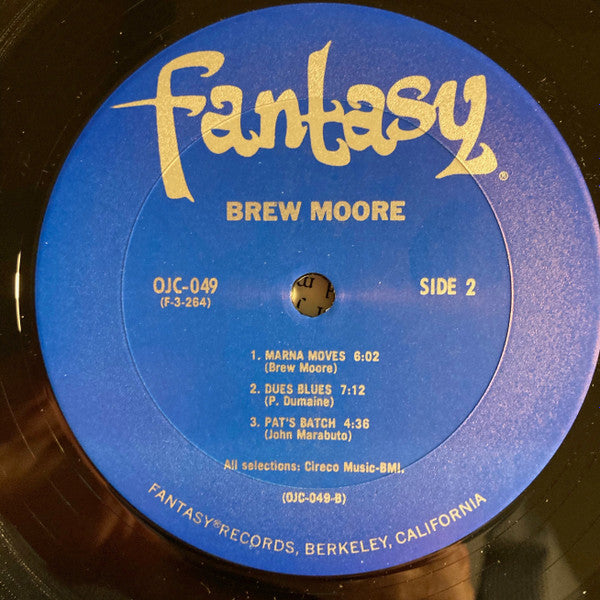 fantasy®
BREW MOORE
OJC-049
(F-3-264)
SIDE 2
1. MARNA MOVES 6:02
(Brew Moore)
2. DUES BLUES 7:12
(P. Dumaine)
3. PAT'S BATCH 4:36
(John Marabuto)
All selections: Cireco Music-BMI.
(OJC-049-B)
FANTASY® RECORDS, BERKELEY, CALIFORNIA